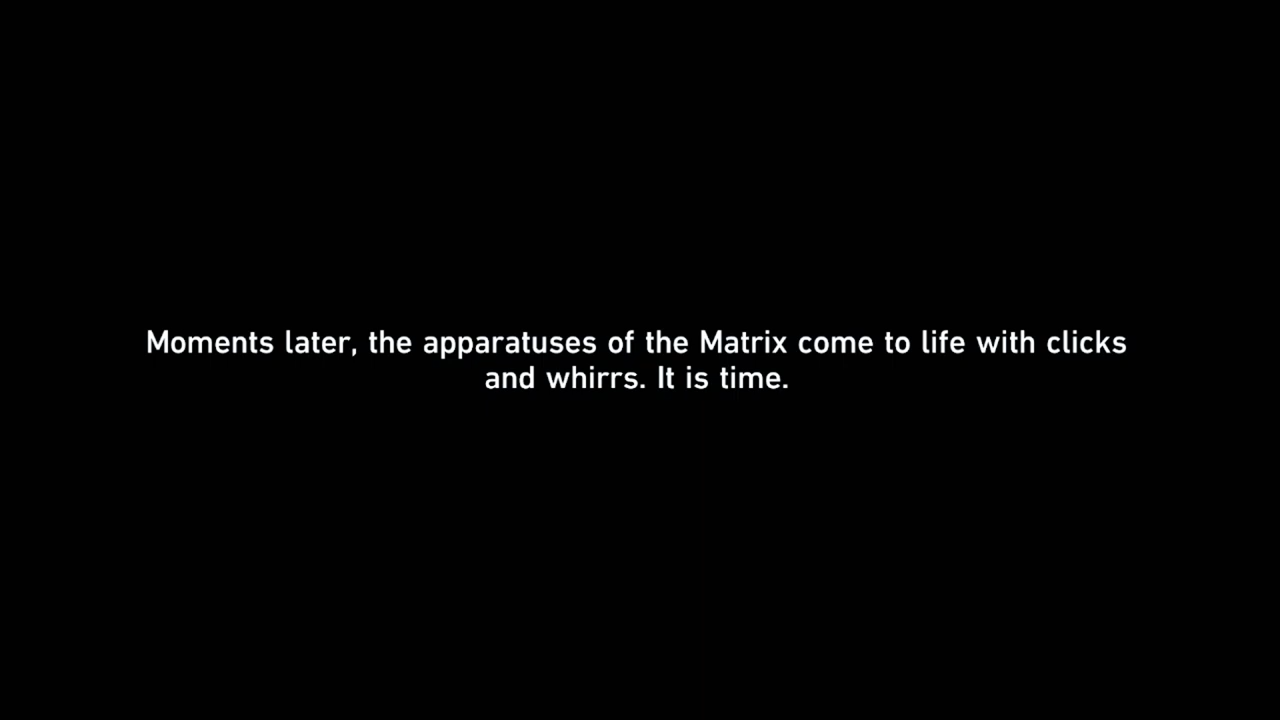 Moments later, the apparatuses of the Matrix come to life with clicks
and whirrs. It is time.